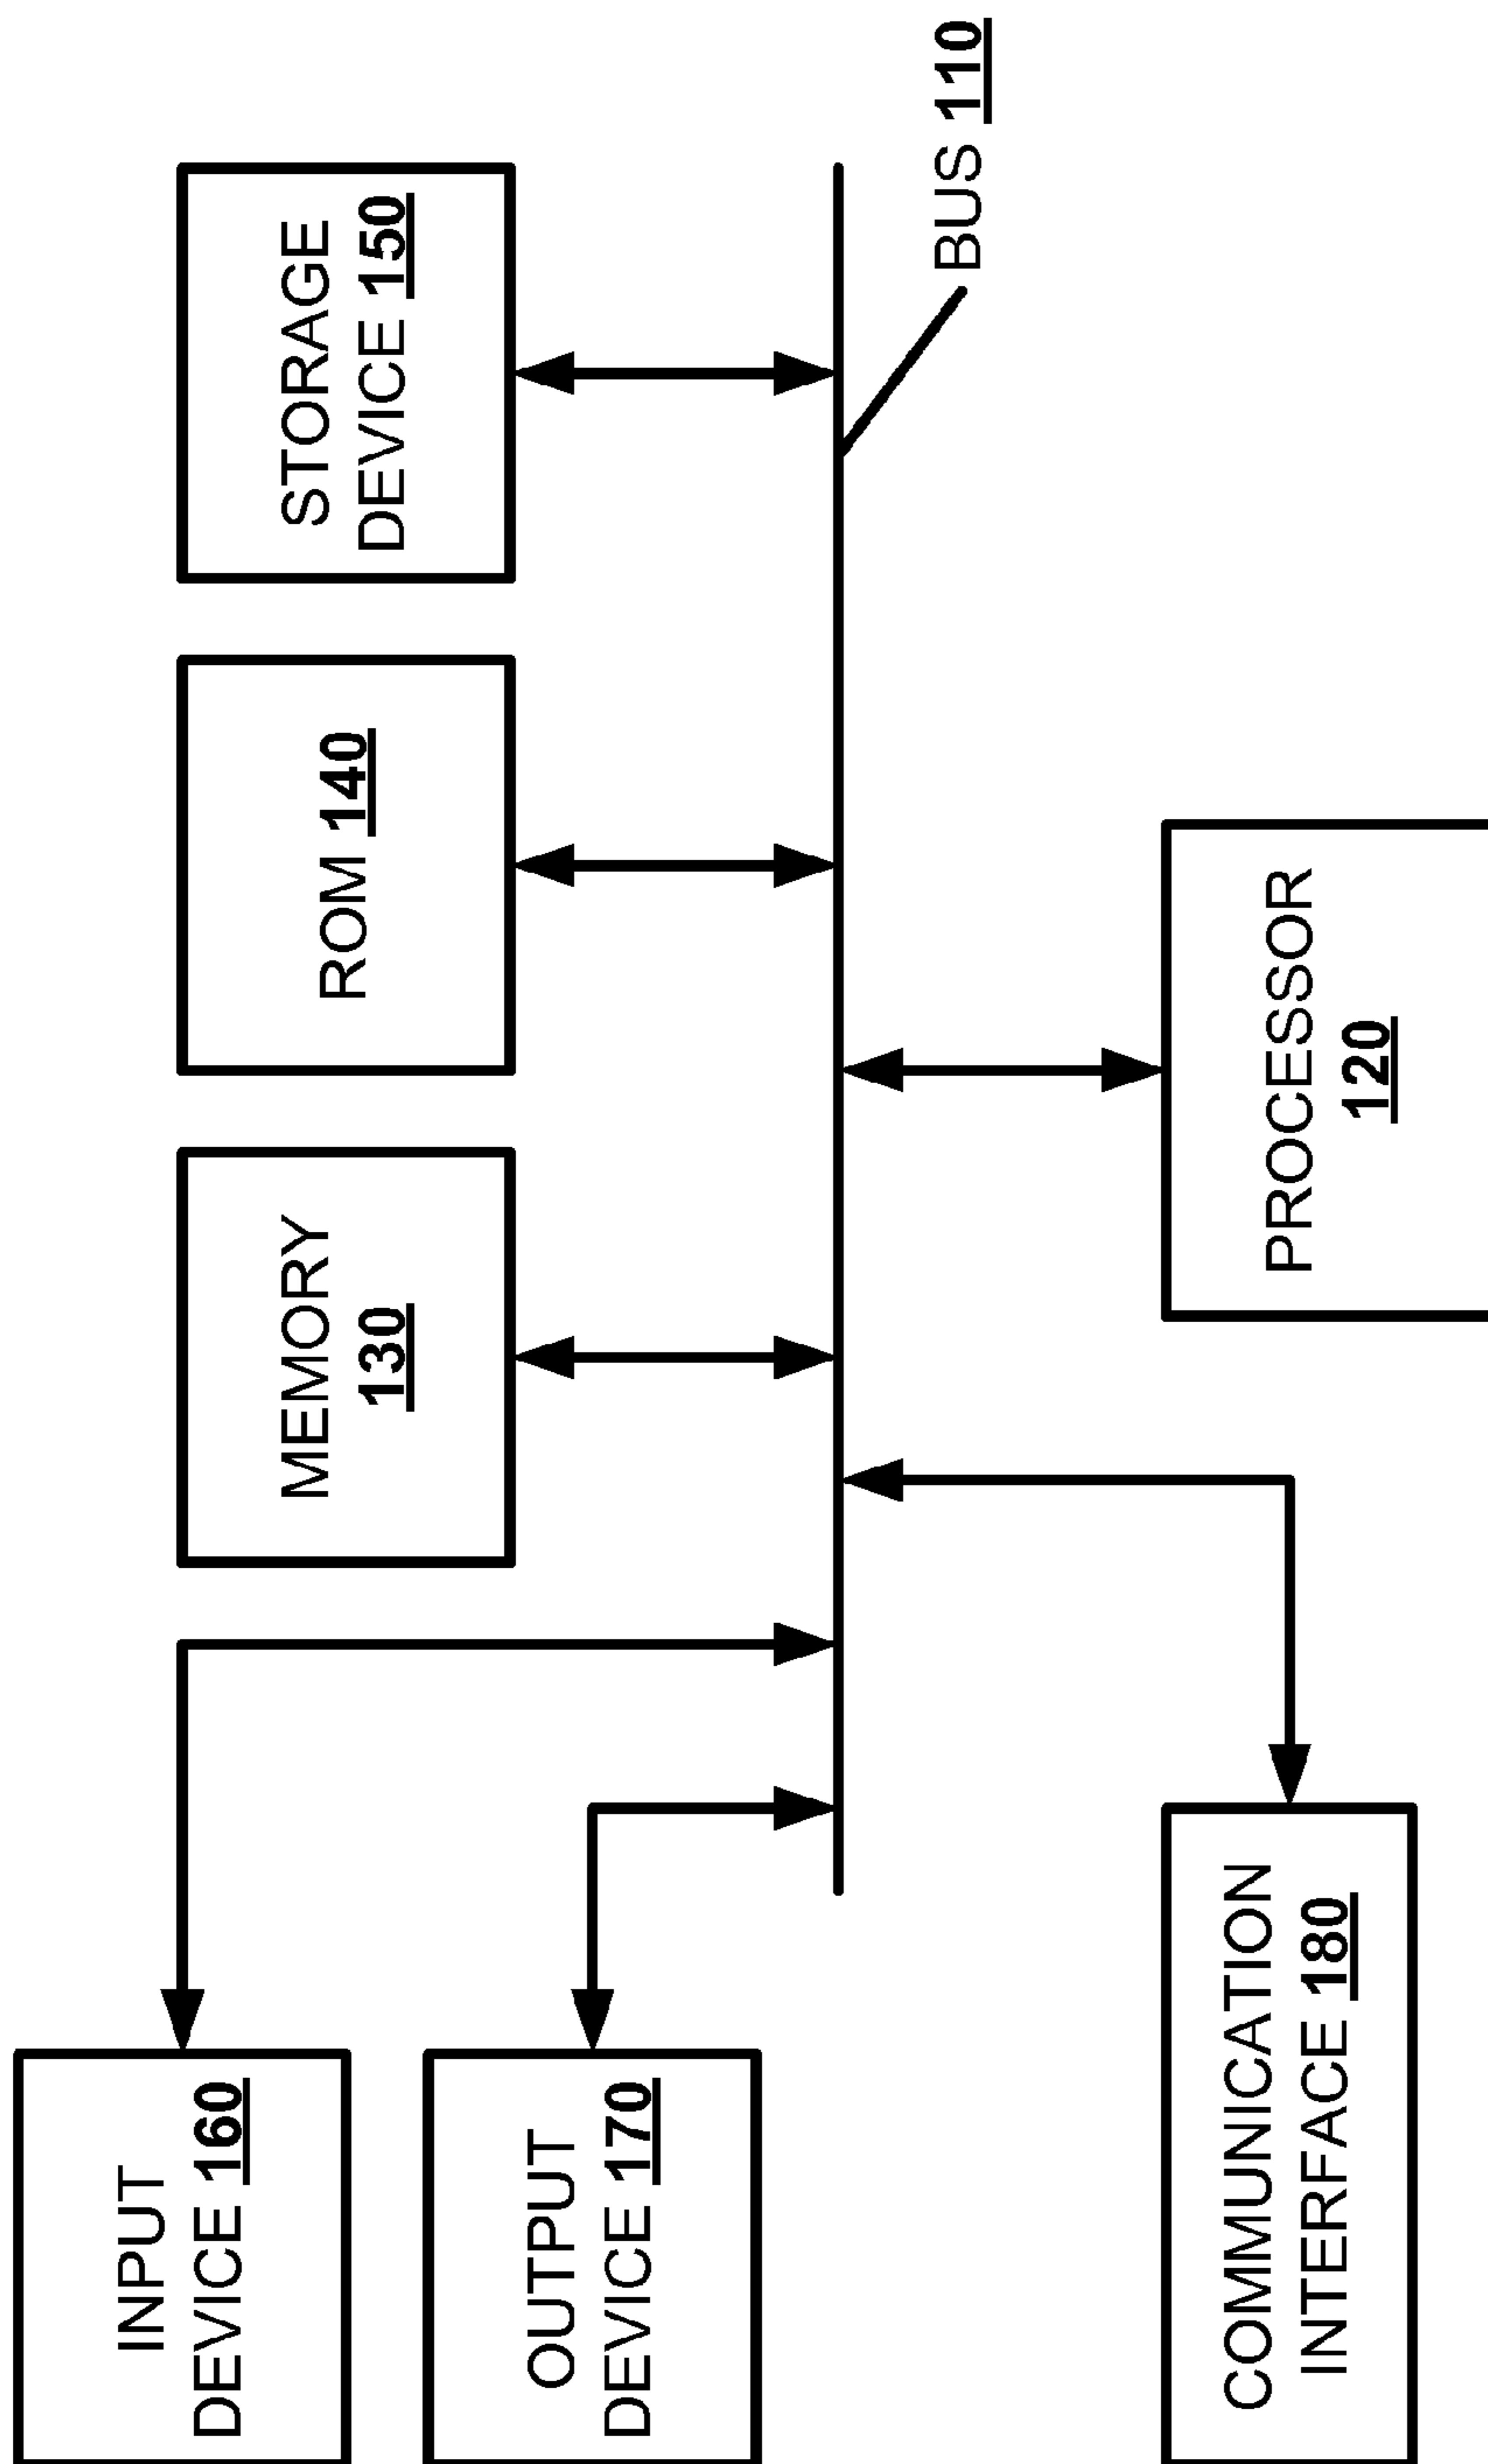 INPUT
DEVICE 160
MEMORY
130
ROM 140
STORAGE
DEVICE 150
OUTPUT
DEVICE 170
BUS 110
COMMUNICATION
INTERFACE 180
PROCESSOR
120